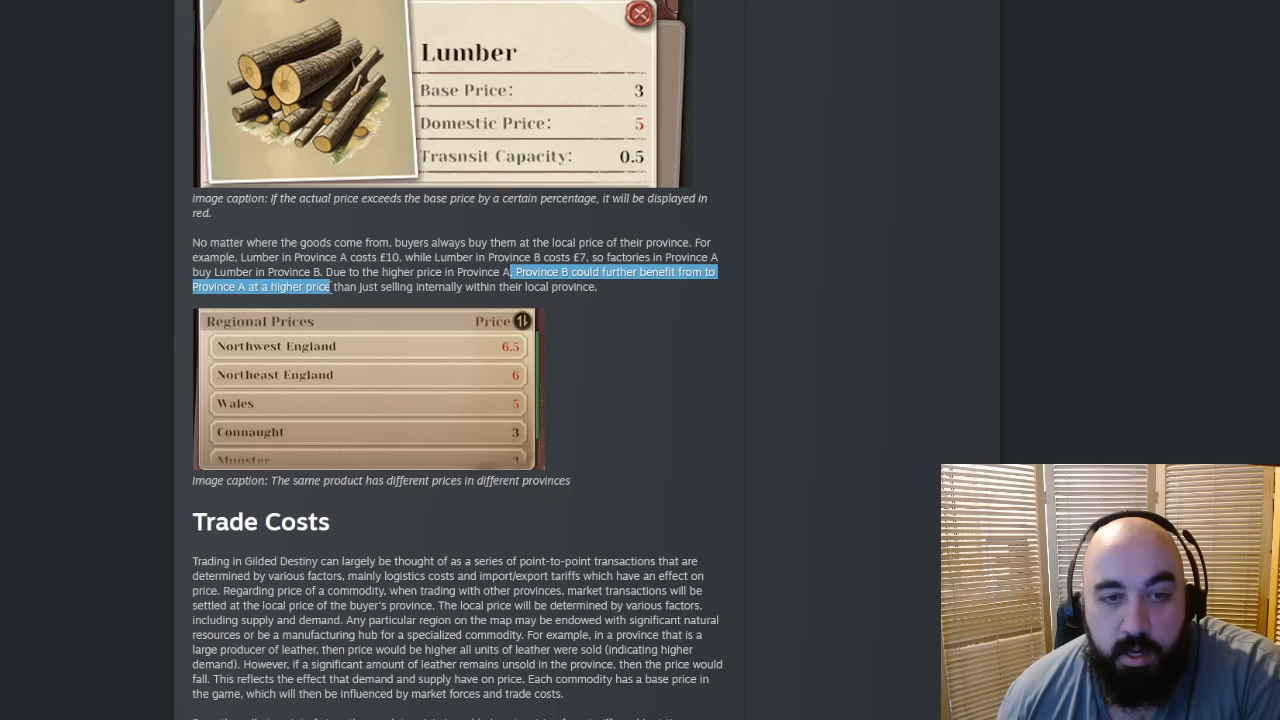 Lumber
Base Price: 3
Domestic Price: 5
Trasnsit Capacity: 0.5
Image caption: If the actual price exceeds the base price by a certain percentage, it will be displayed in
red.
No matter where the goods come from, buyers always buy them at the local price of their province. For
example, Lumber in Province A costs £10, while Lumber in Province B costs £7, so factories in Province A
buy Lumber in Province B. Due to the higher price in Province A, Province B could further benefit from to
Province A at a higher price than just selling internally within their local province.
Regional Prices Price
Northwest England 6.5
Northeast England 6
Wales 5
Connaught 3
Munster 3
Image caption: The same product has different prices in different provinces
Trade Costs
Trading in Gilded Destiny can largely be thought of as a series of point-to-point transactions that are
determined by various factors, mainly logistics costs and import/export tariffs which have an effect on
price. Regarding price of a commodity, when trading with other provinces, market transactions will be
settled at the local price of the buyer's province. The local price will be determined by various factors,
including supply and demand. Any particular region on the map may be endowed with significant natural
resources or be a manufacturing hub for a specialized commodity. For example, in a province that is a
large producer of leather, then price would be higher all units of leather were sold (indicating higher
demand). However, if a significant amount of leather remains unsold in the province, then the price would
fall. This reflects the effect that demand and supply have on price. Each commodity has a base price in
the game, which will then be influenced by market forces and trade costs.